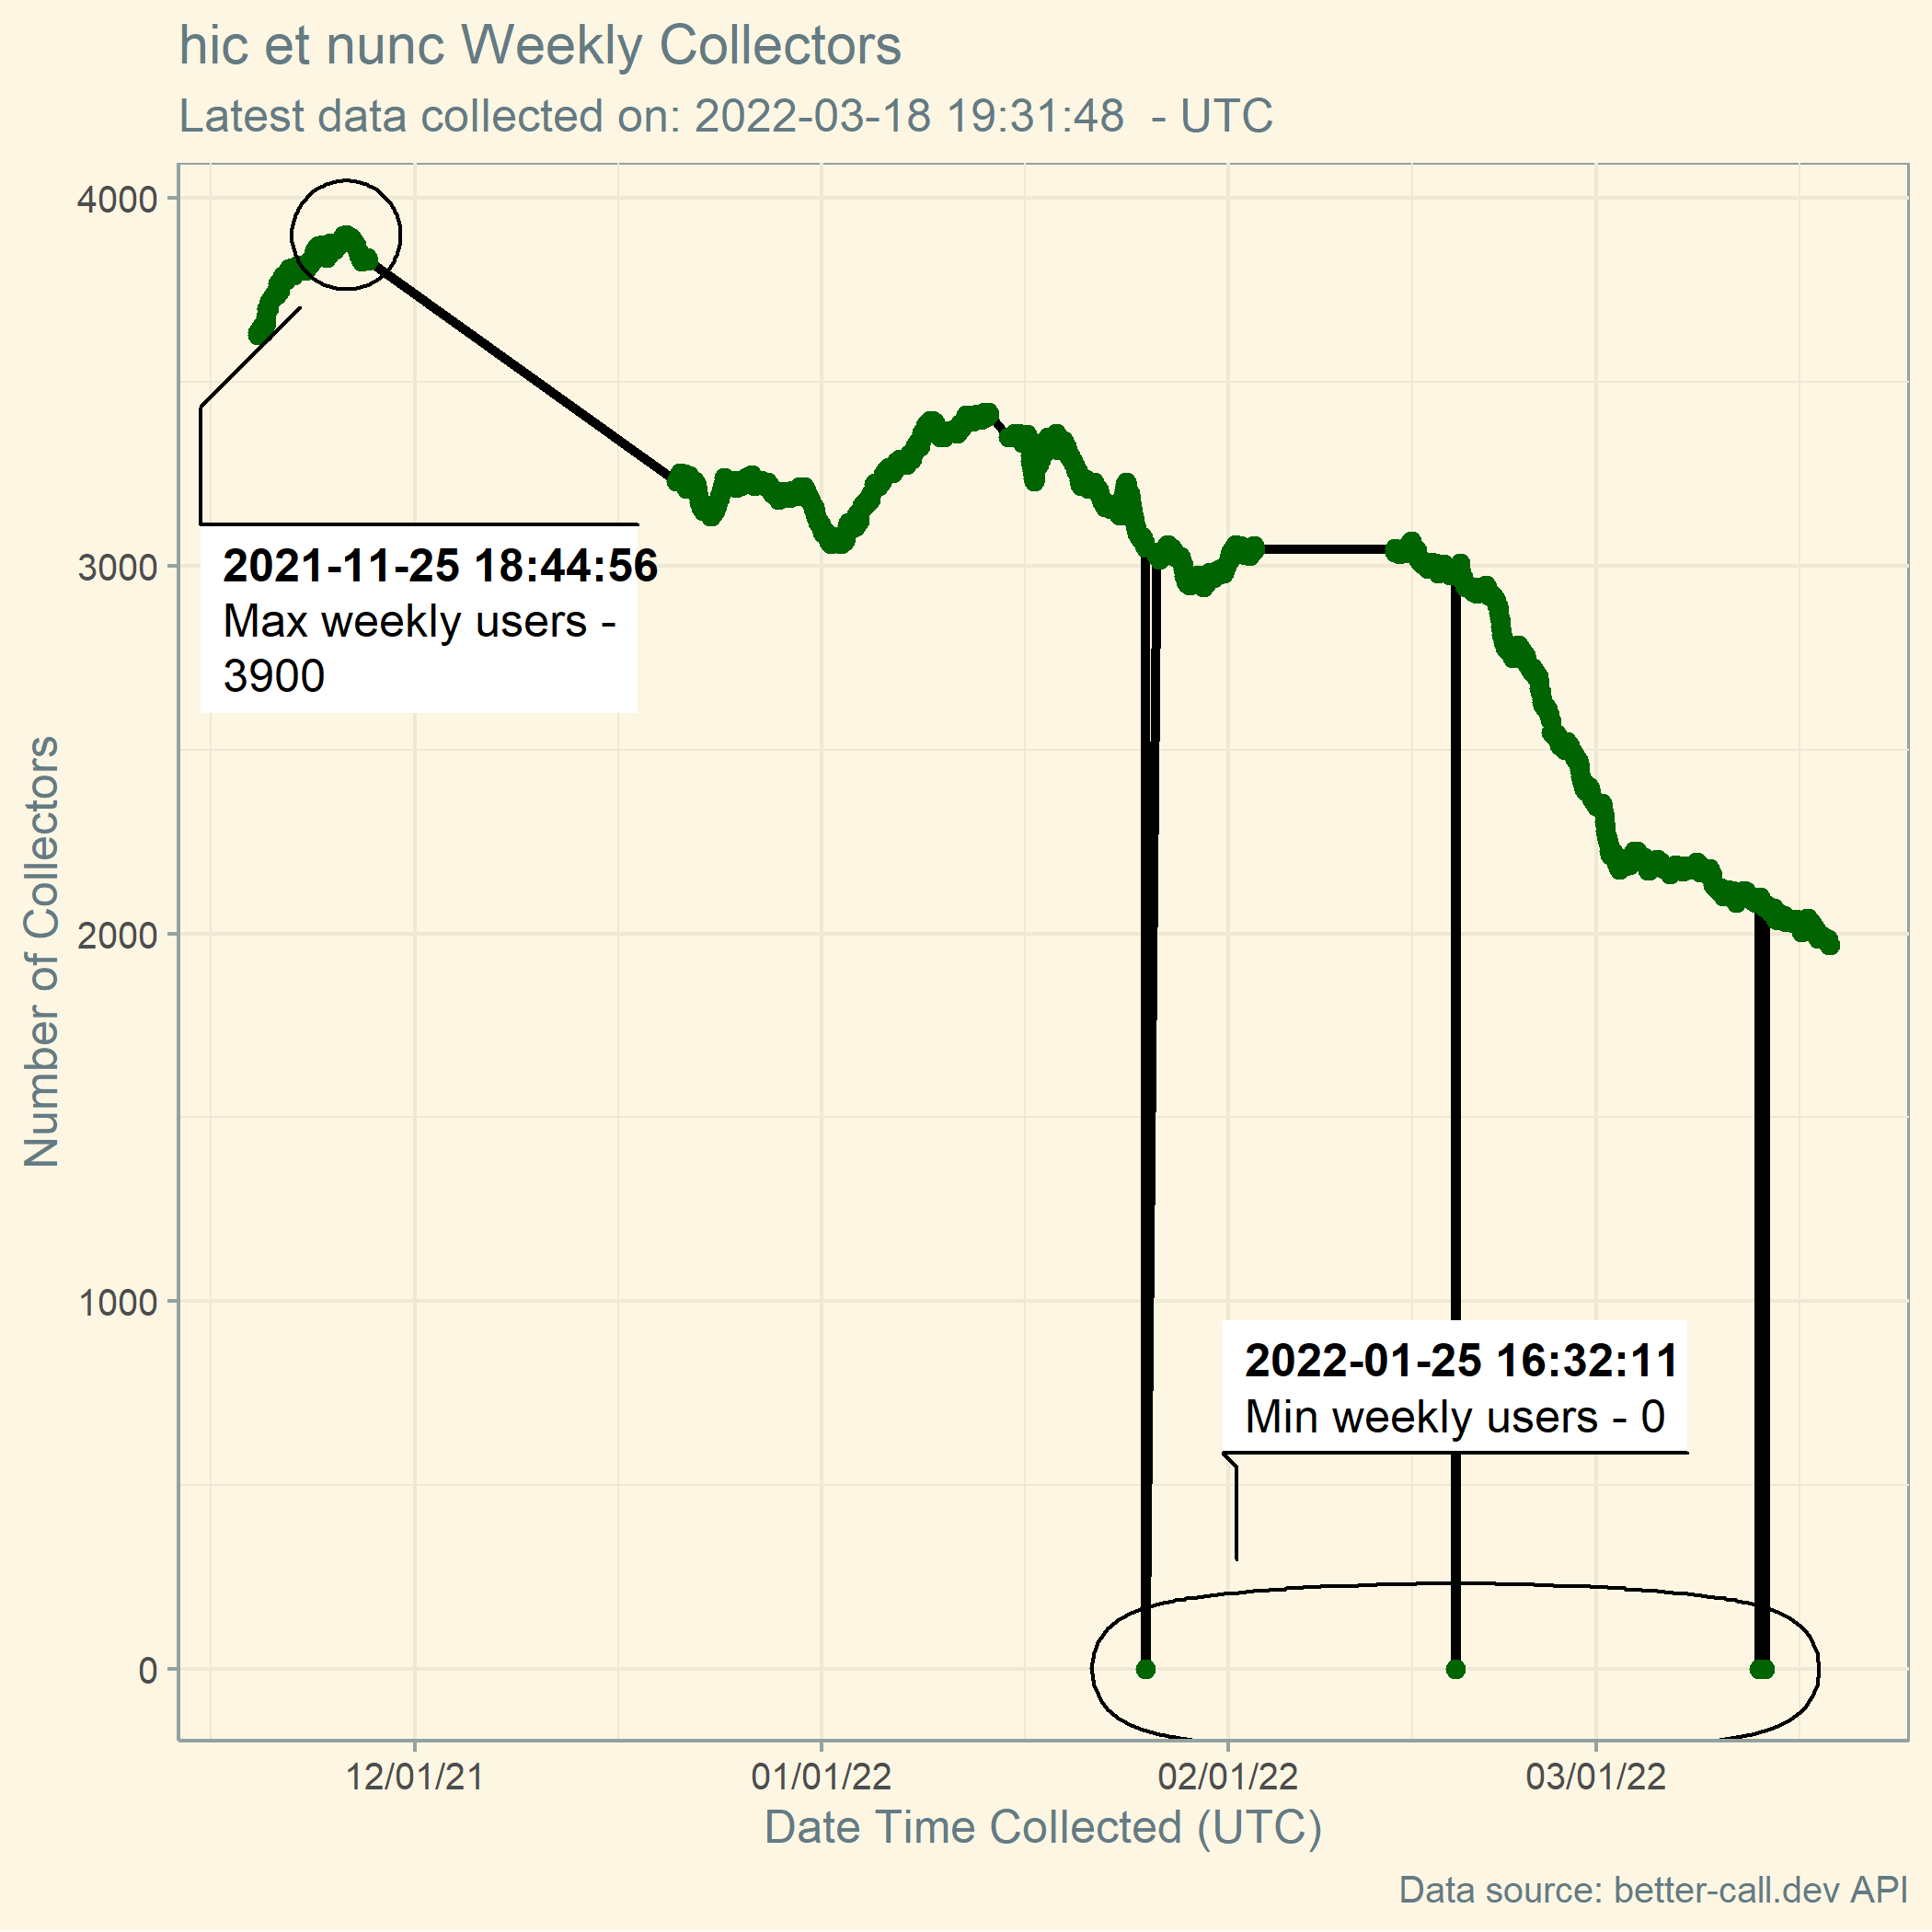 hic et nunc Weekly Collectors
Latest data collected on: 2022-03-18 19:31:48  - UTC
4000
3000
2000
1000
0
Number of Collectors
2021-11-25 18:44:56
Max weekly users -
3900
2022-01-25 16:32:11
Min weekly users - 0
12/01/21 01/01/22 02/01/22 03/01/22
Date Time Collected (UTC)
Data source: better-call.dev API